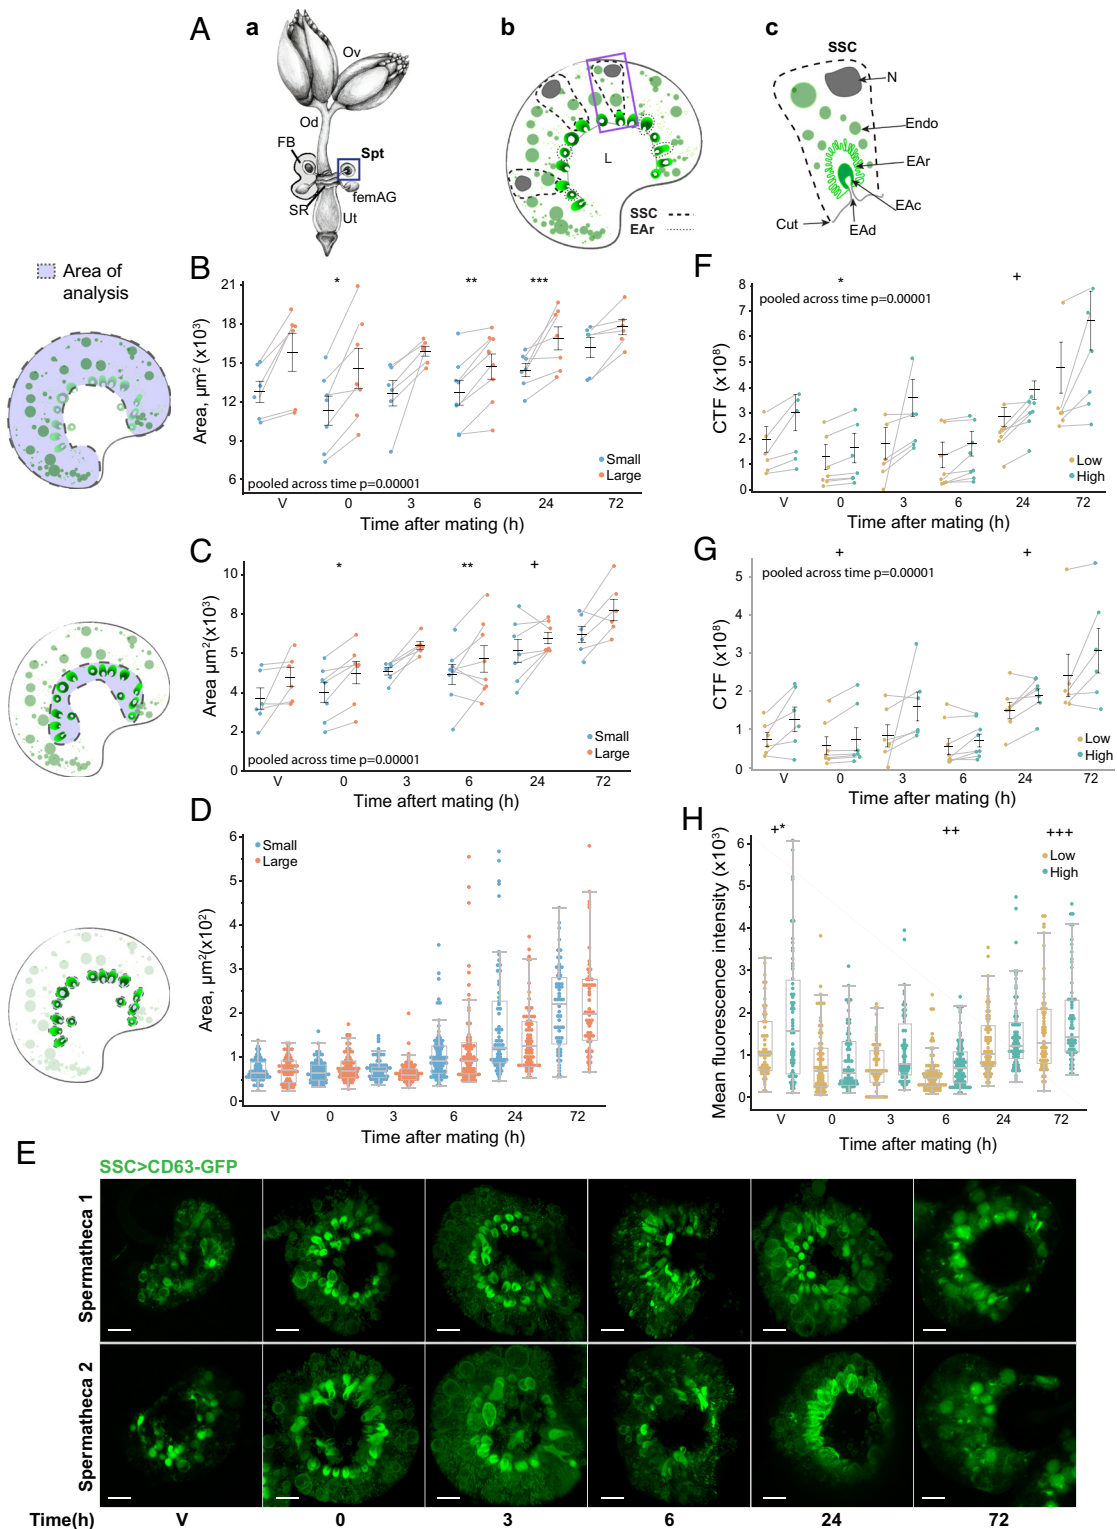 A
a
Ov
Od
FB
Spt
SR
femAG
Ut
b
L
SSC
EAr
c
SSC
N
Endo
EAr
EAc
Cut
EAd
Area of
analysis
B
* ** ***
21
18
15
12
9
6
Area, µm² (x10³)
Small
Large
pooled across time p=0.00001
V 0 3 6 24 72
Time after mating (h)
F
* +
8
7
6
5
4
3
2
1
0
CTF (x10⁸)
pooled across time p=0.00001
Low
High
V 0 3 6 24 72
Time after mating (h)
C
* ** +
10
8
5
4
2
0
Area µm²(x10³)
Small
Large
pooled across time p=0.00001
V 0 3 6 24 72
Time aftert mating (h)
G
+ +
5
4
3
2
1
0
CTF (x10⁸)
pooled across time p=0.00001
Low
High
V 0 3 6 24 72
Time after mating (h)
D
6
5
4
3
2
1
0
Area, µm²(x10²)
Small
Large
V 0 3 6 24 72
Time after mating (h)
H
+* ++ +++
6
5
4
3
2
1
0
Mean fluorescence intensity (x10³)
Low
High
V 0 3 6 24 72
Time after mating (h)
E
SSC>CD63-GFP
Spermatheca 1
Spermatheca 2
Time(h) V 0 3 6 24 72